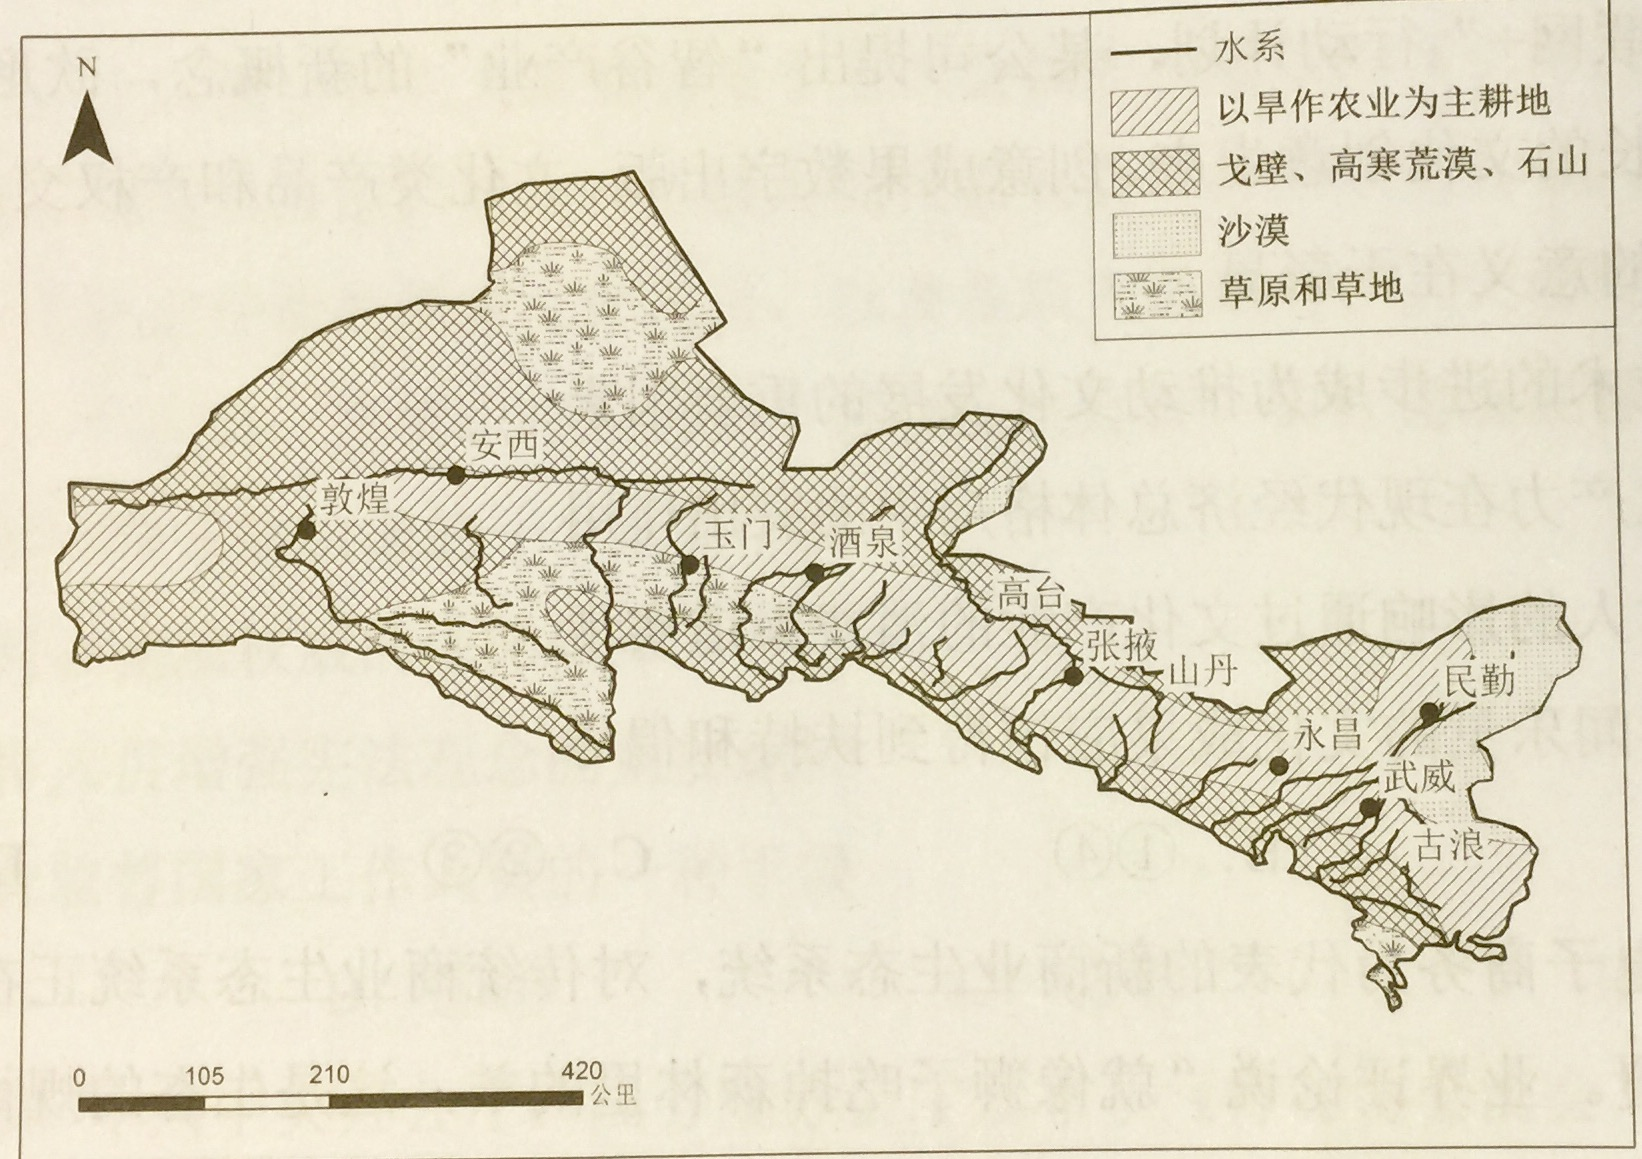 N
水系
以旱作农业为主耕地
戈壁、高寒荒漠、石山
沙漠
草原和草地
安西
敦煌
玉门
酒泉
高台
张掖
山丹
民勤
永昌
武威
古浪
0 105 210 420
公里